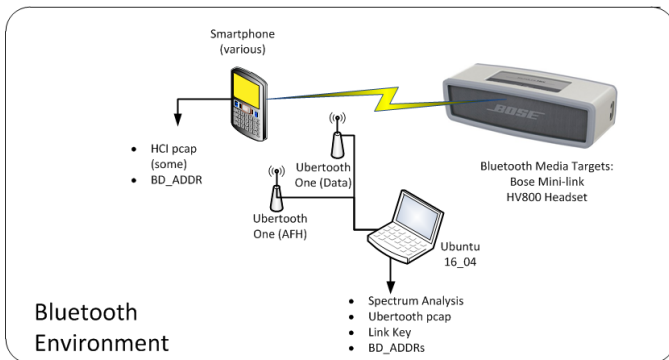 Smartphone
(various)
BOSE
• HCI pcap
(some)
• BD_ADDR
Ubertooth
One (Data)
Ubertooth
One (AFH)
Bluetooth Media Targets:
Bose Mini-link
HV800 Headset
Ubuntu
16_04
• Spectrum Analysis
• Ubertooth pcap
• Link Key
• BD_ADDRs
Bluetooth
Environment